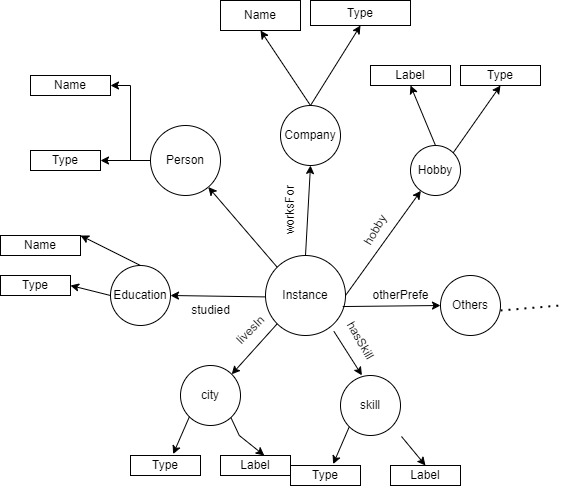 Name
Type
Label
Type
Name
Company
Type
Person
Hobby
worksFor
hobby
Name
Type
Education
studied
Instance
otherPrefe
Others
livesIn
hasSkill
city
skill
Type
Label
Type
Label